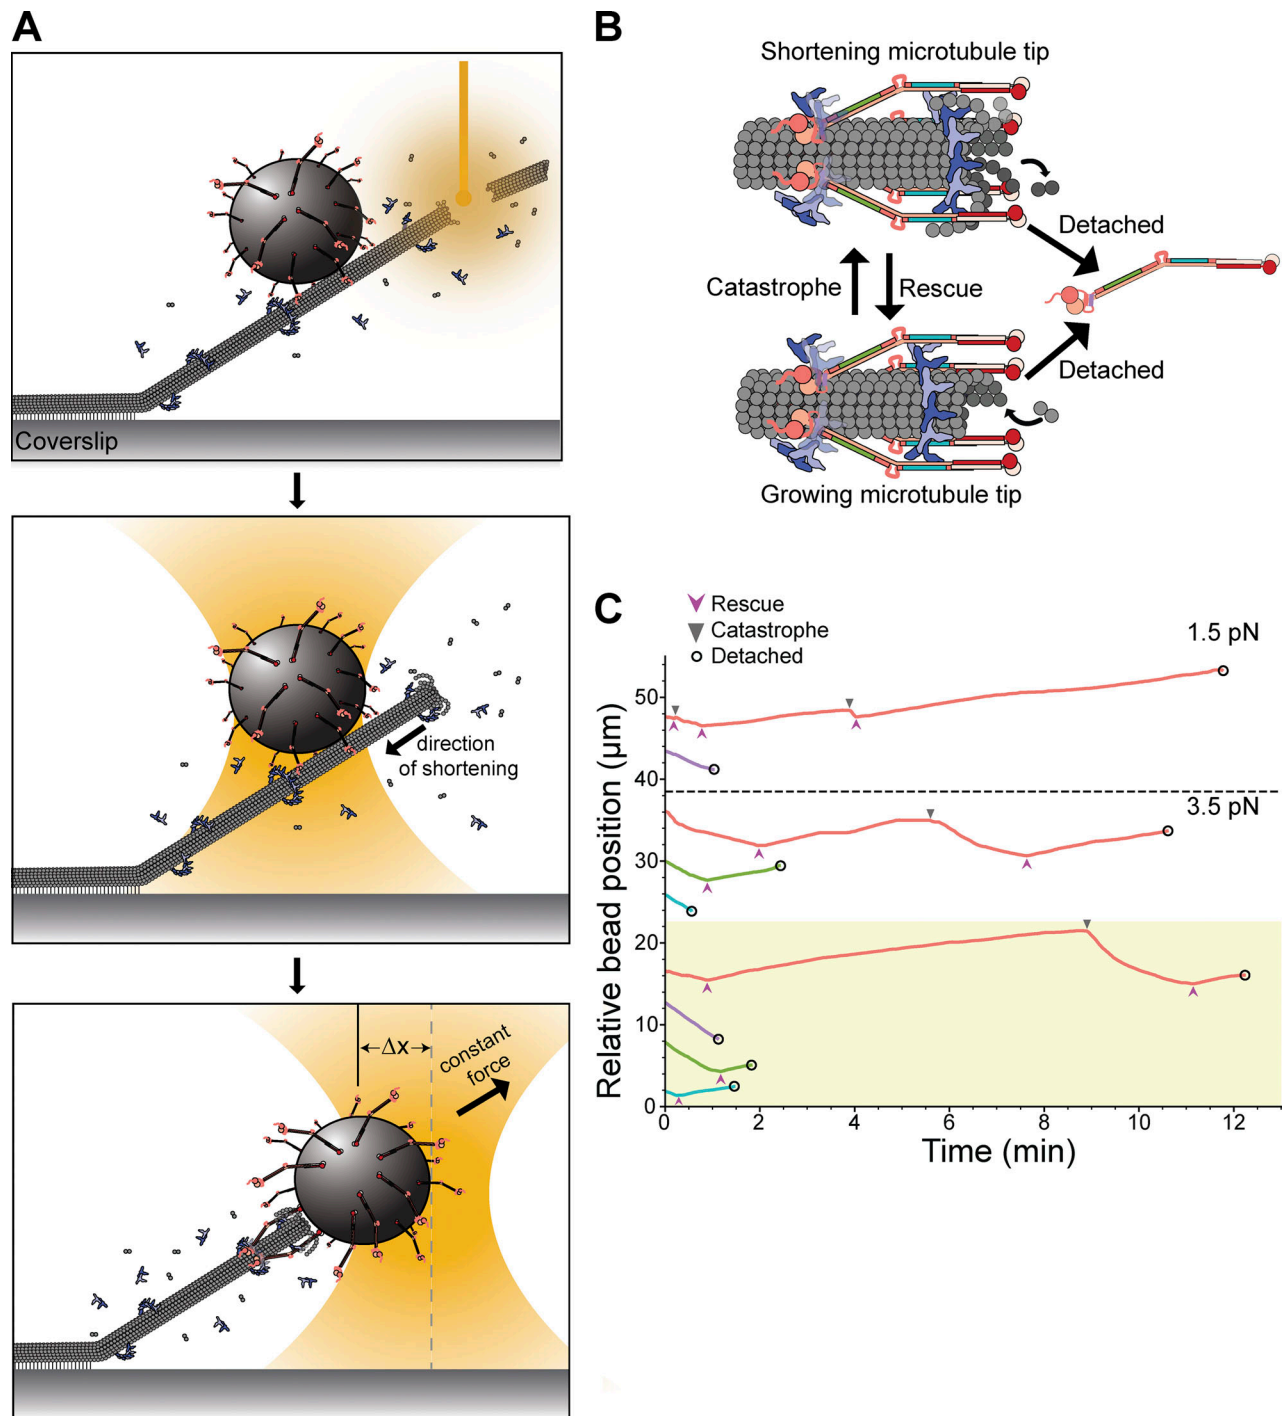 A
Coverslip
direction
of shortening
Δx
constant
force
B
Shortening microtubule tip
Detached
Catastrophe
Rescue
Detached
Growing microtubule tip
C
Rescue
Catastrophe
Detached
1.5 pN
3.5 pN
Relative bead position (μm)
50
40
30
20
10
0
0 2 4 6 8 10 12
Time (min)